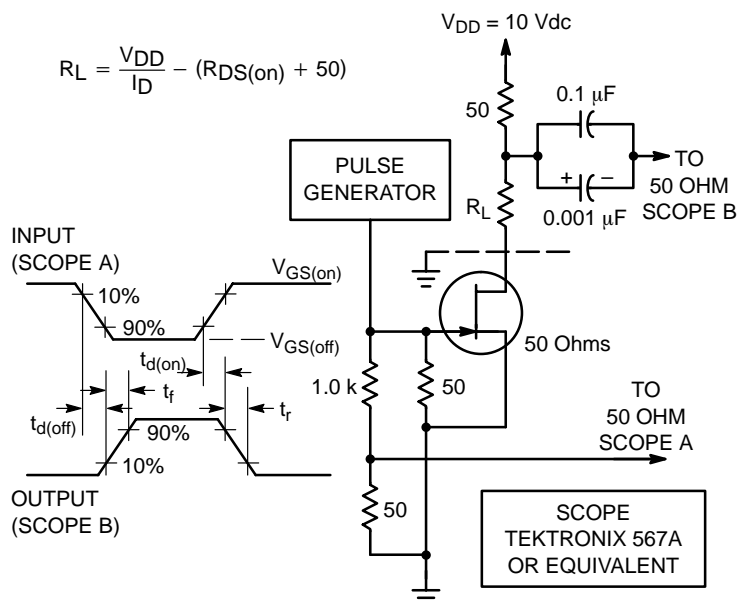 V_DD = 10 Vdc
R_L = V_DD / I_D − (R_DS(on) + 50)
50
0.1 μF
PULSE
GENERATOR
TO
50 OHM
SCOPE B
+ −
0.001 μF
R_L
INPUT
(SCOPE A)
V_GS(on)
10%
90%
V_GS(off)
50 Ohms
t_d(on)
t_f
1.0 k
50
TO
50 OHM
SCOPE A
t_d(off)
t_r
90%
10%
OUTPUT
(SCOPE B)
50
SCOPE
TEKTRONIX 567A
OR EQUIVALENT